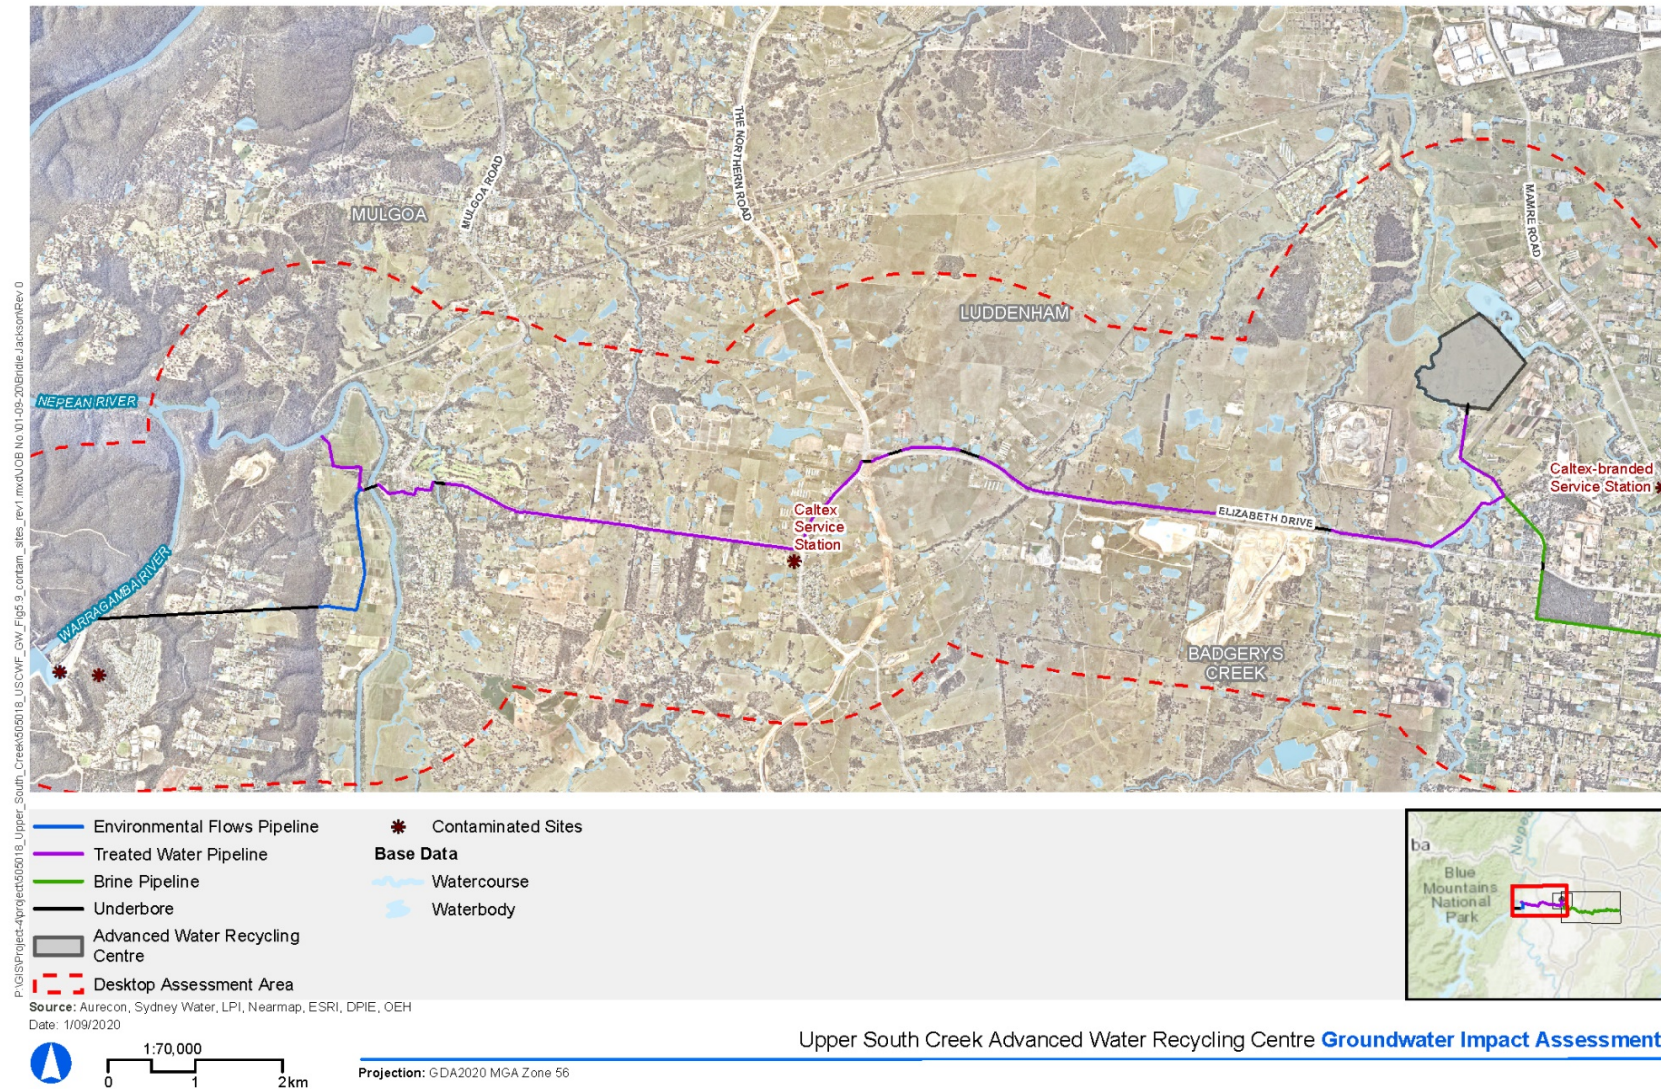 MULGOA
MULGOA ROAD
THE NORTHERN ROAD
MAMRE ROAD
LUDDENHAM
NEPEAN RIVER
WARRAGAMBA RIVER
Caltex
Service
Station
ELIZABETH DRIVE
Caltex-branded
Service Station
BADGERYS
CREEK
Environmental Flows Pipeline
Treated Water Pipeline
Brine Pipeline
Underbore
Advanced Water Recycling
Centre
Desktop Assessment Area
Contaminated Sites
Base Data
Watercourse
Waterbody
ba
Blue
Mountains
National
Park
Source: Aurecon, Sydney Water, LPI, Nearmap, ESRI, DPIE, OEH
Date: 1/09/2020
1:70,000
0 1 2km
Projection: GDA2020 MGA Zone 56
Upper South Creek Advanced Water Recycling Centre Groundwater Impact Assessment